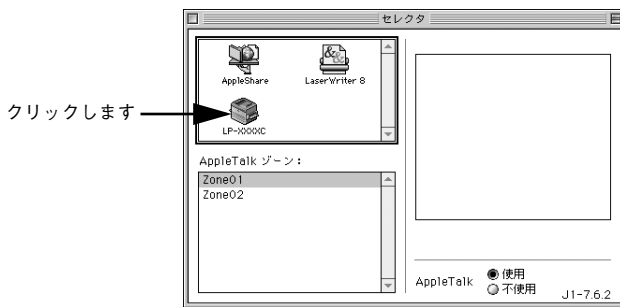 セレクタ
AppleShare
LaserWriter 8
クリックします
LP-XXXXC
AppleTalk ゾーン：
Zone01
Zone02
AppleTalk
使用
不使用
J1-7.6.2